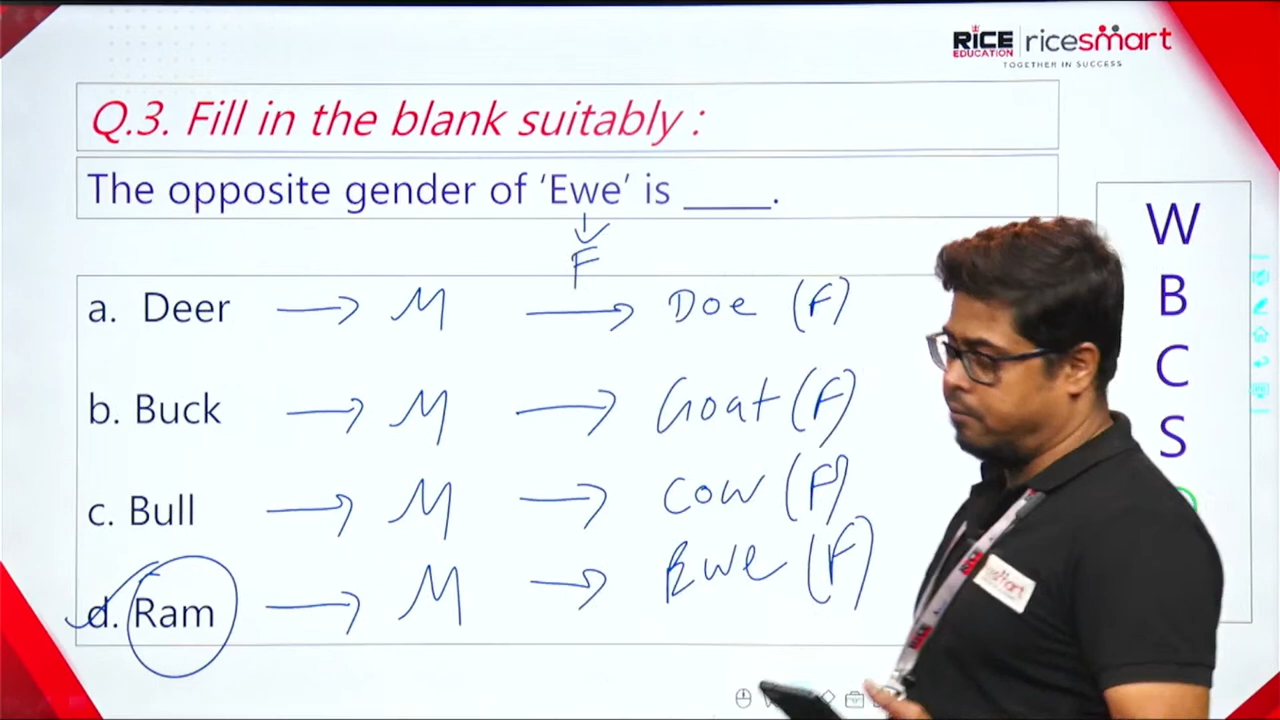 RICE EDUCATION | ricesmart
TOGETHER IN SUCCESS
Q.3. Fill in the blank suitably :
The opposite gender of ‘Ewe’ is _____.
F
a. Deer → M → Doe (F)
b. Buck → M → Goat (F)
c. Bull → M → Cow (F)
d. Ram → M → Ewe (F)
W
B
C
S